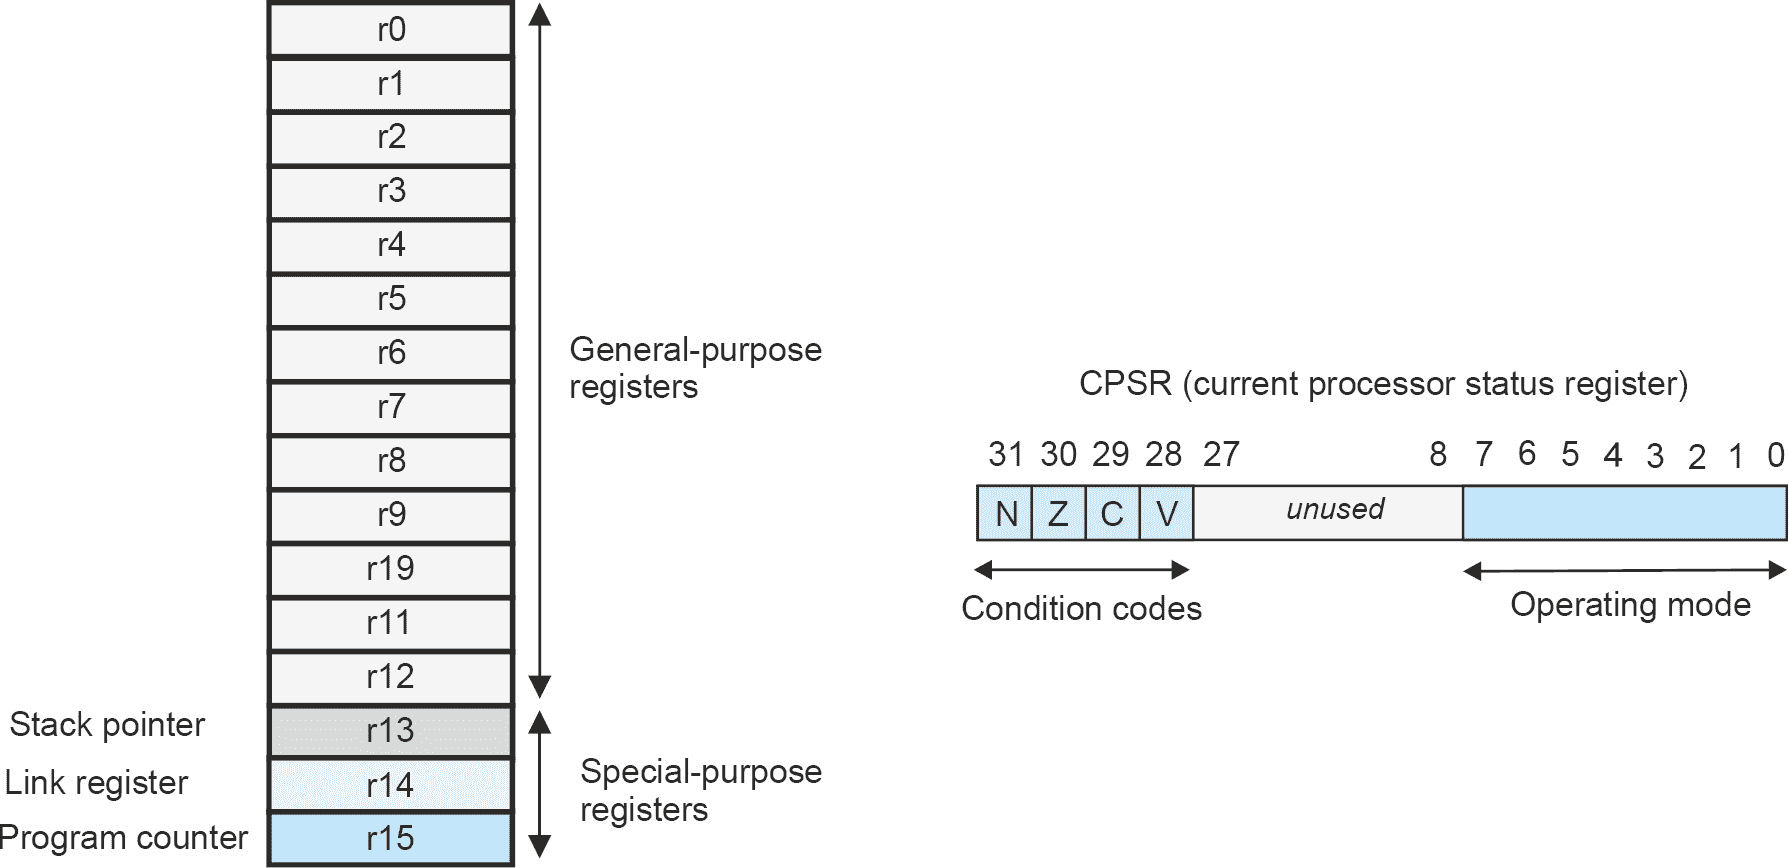 r0
r1
r2
r3
r4
r5
r6
r7
r8
r9
r19
r11
r12
r13
r14
r15
Stack pointer
Link register
Program counter
General-purpose
registers
Special-purpose
registers
CPSR (current processor status register)
31 30 29 28 27 8 7 6 5 4 3 2 1 0
N Z C V unused
Condition codes
Operating mode